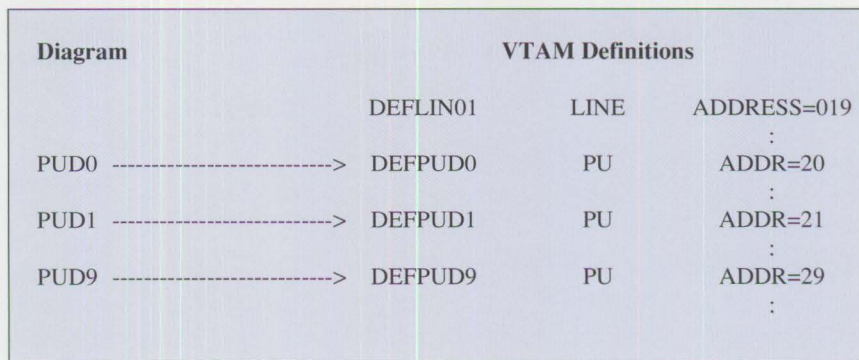 Diagram VTAM Definitions
DEFLIN01 LINE ADDRESS=019
:
PUD0 ----------------------------> DEFPUD0 PU ADDR=20
:
PUD1 ----------------------------> DEFPUD1 PU ADDR=21
:
PUD9 ----------------------------> DEFPUD9 PU ADDR=29
: